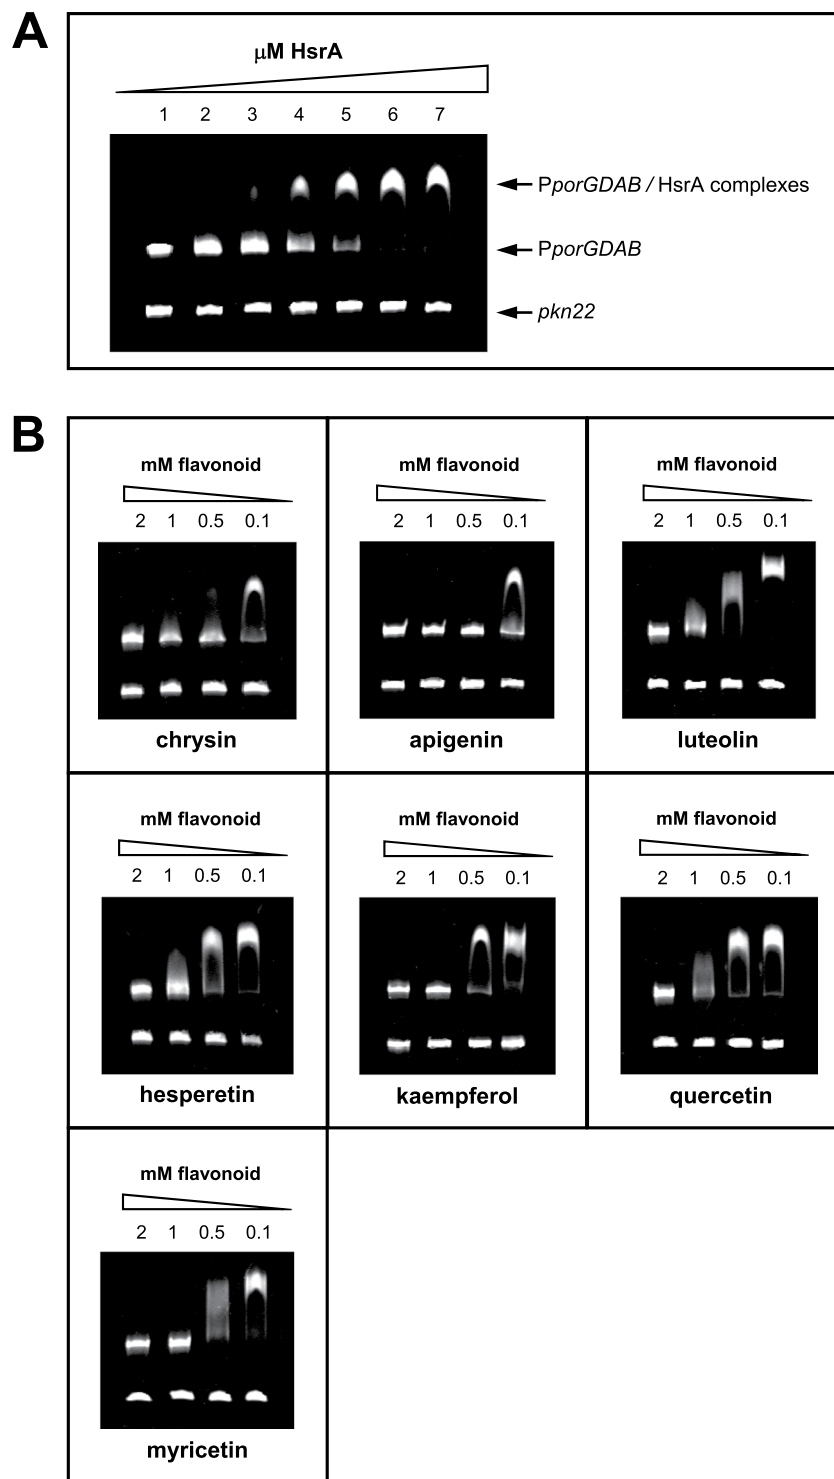 A
μM HsrA
1 2 3 4 5 6 7
PporGDAB / HsrA complexes
PporGDAB
pkn22
B
mM flavonoid
2 1 0.5 0.1
chrysin
mM flavonoid
2 1 0.5 0.1
apigenin
mM flavonoid
2 1 0.5 0.1
luteolin
mM flavonoid
2 1 0.5 0.1
hesperetin
mM flavonoid
2 1 0.5 0.1
kaempferol
mM flavonoid
2 1 0.5 0.1
quercetin
mM flavonoid
2 1 0.5 0.1
myricetin